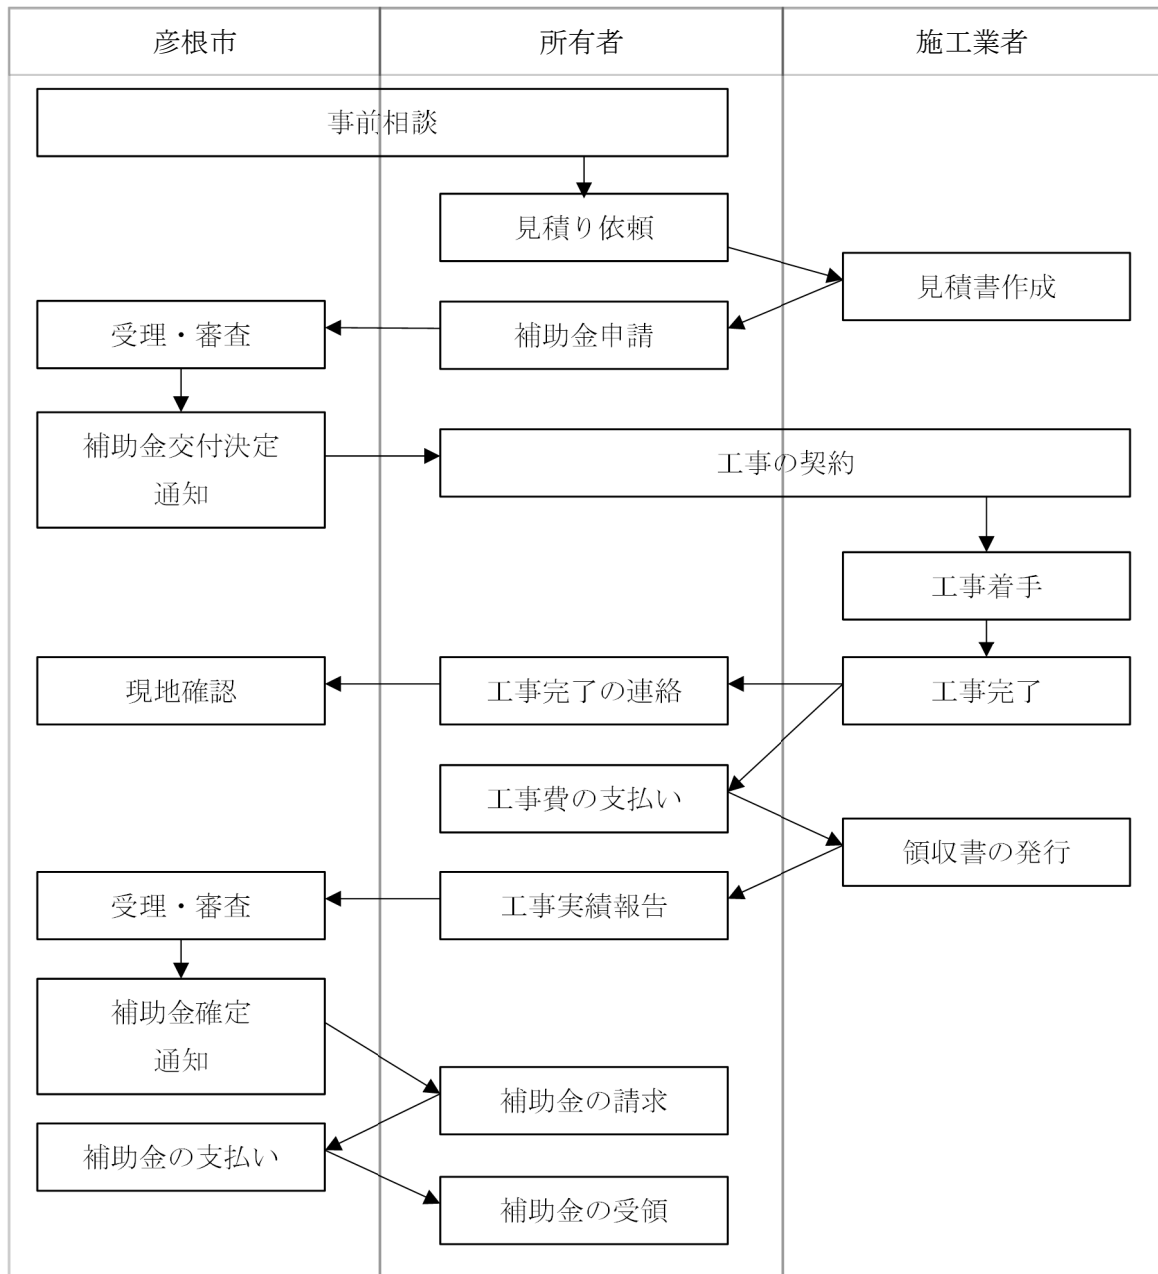 彦根市
所有者
施工業者
事前相談
見積り依頼
見積書作成
補助金申請
受理・審査
補助金交付決定
通知
工事の契約
工事着手
工事完了
工事完了の連絡
現地確認
工事費の支払い
領収書の発行
工事実績報告
受理・審査
補助金確定
通知
補助金の請求
補助金の支払い
補助金の受領